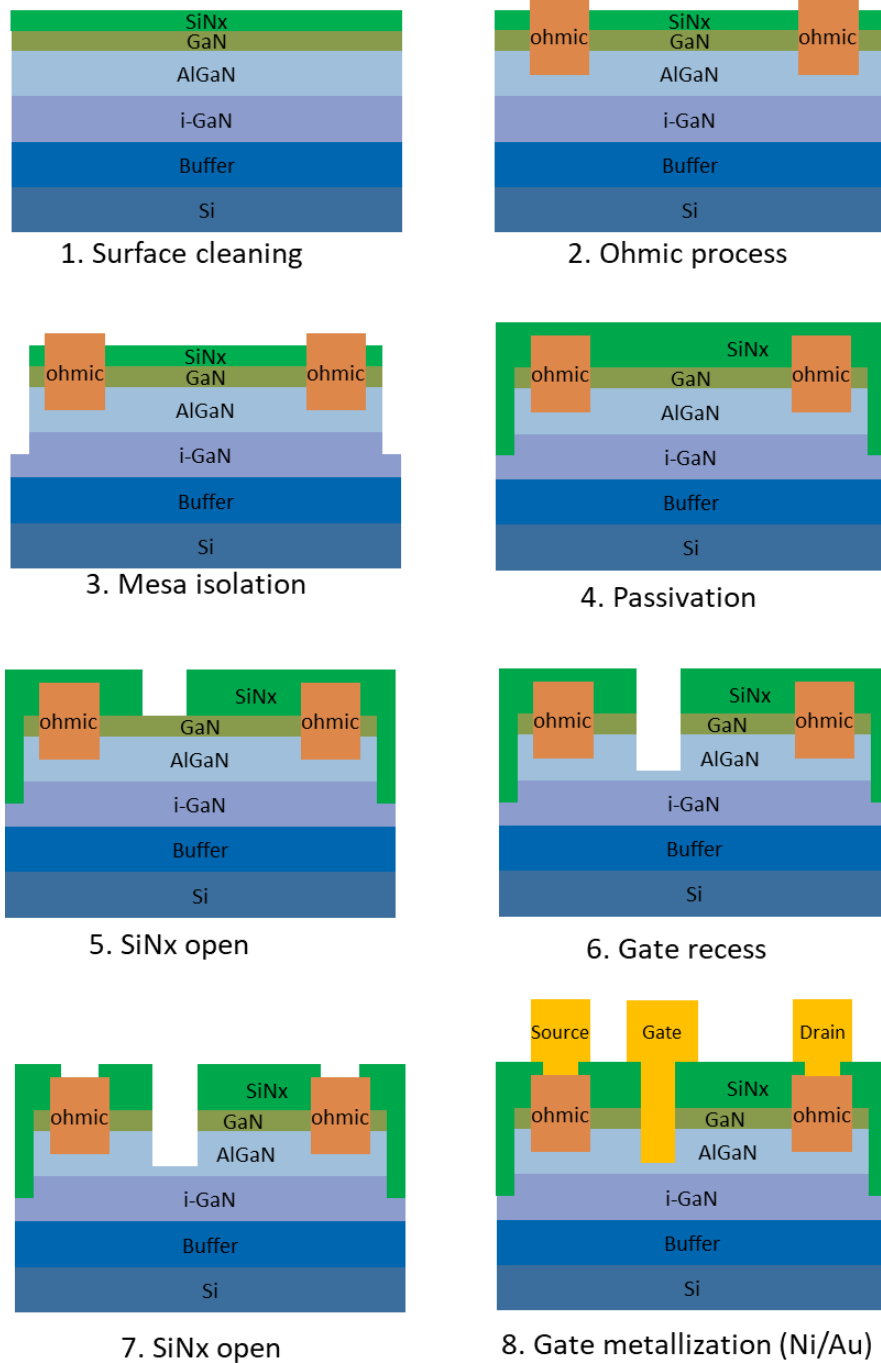 SiNx
GaN
AlGaN
i-GaN
Buffer
Si
1. Surface cleaning
ohmic SiNx ohmic
GaN
AlGaN
i-GaN
Buffer
Si
2. Ohmic process
ohmic SiNx ohmic
GaN
AlGaN
i-GaN
Buffer
Si
3. Mesa isolation
ohmic SiNx ohmic
GaN
AlGaN
i-GaN
Buffer
Si
4. Passivation
SiNx
ohmic GaN ohmic
AlGaN
i-GaN
Buffer
Si
5. SiNx open
SiNx
ohmic GaN ohmic
AlGaN
i-GaN
Buffer
Si
6. Gate recess
SiNx
ohmic GaN ohmic
AlGaN
i-GaN
Buffer
Si
7. SiNx open
Source Gate Drain
SiNx
ohmic GaN ohmic
AlGaN
i-GaN
Buffer
Si
8. Gate metallization (Ni/Au)